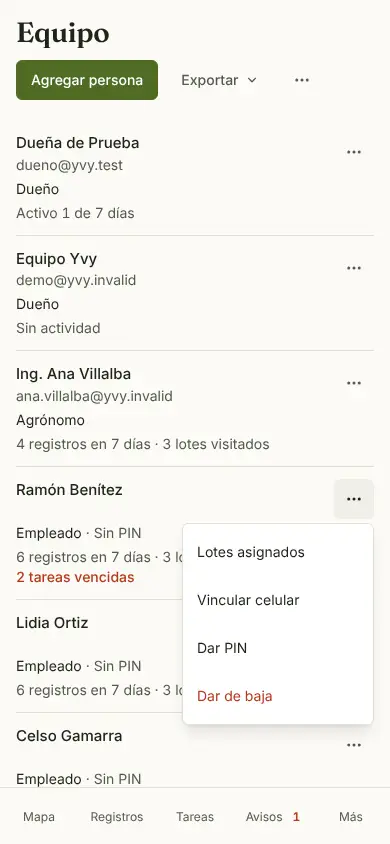 Equipo
Agregar persona
Exportar
Dueña de Prueba
dueno@yvy.test
Dueño
Activo 1 de 7 días
Equipo Yvy
demo@yvy.invalid
Dueño
Sin actividad
Ing. Ana Villalba
ana.villalba@yvy.invalid
Agrónomo
4 registros en 7 días · 3 lotes visitados
Ramón Benítez
Empleado · Sin PIN
6 registros en 7 días · 3
2 tareas vencidas
Lotes asignados
Vincular celular
Dar PIN
Dar de baja
Lidia Ortiz
Empleado · Sin PIN
6 registros en 7 días · 3
Celso Gamarra
Empleado · Sin PIN
Mapa
Registros
Tareas
Avisos 1
Más